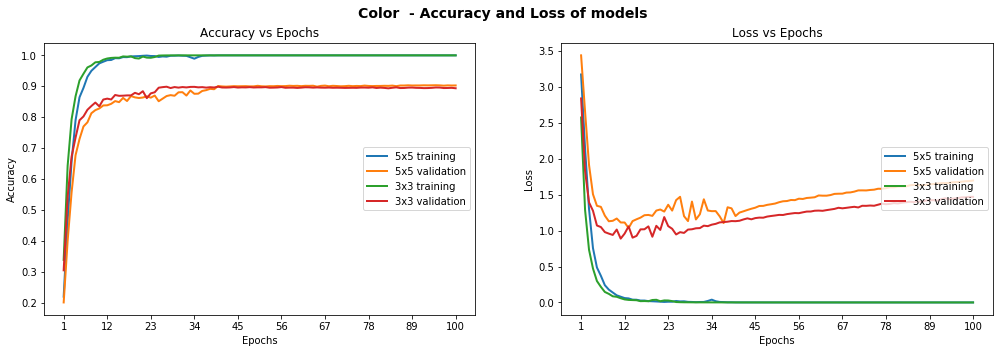 Color  - Accuracy and Loss of models
Accuracy vs Epochs
Accuracy
1.0
0.9
0.8
0.7
0.6
0.5
0.4
0.3
0.2
5x5 training
5x5 validation
3x3 training
3x3 validation
1 12 23 34 45 56 67 78 89 100
Epochs
Loss vs Epochs
Loss
3.5
3.0
2.5
2.0
1.5
1.0
0.5
0.0
5x5 training
5x5 validation
3x3 training
3x3 validation
1 12 23 34 45 56 67 78 89 100
Epochs